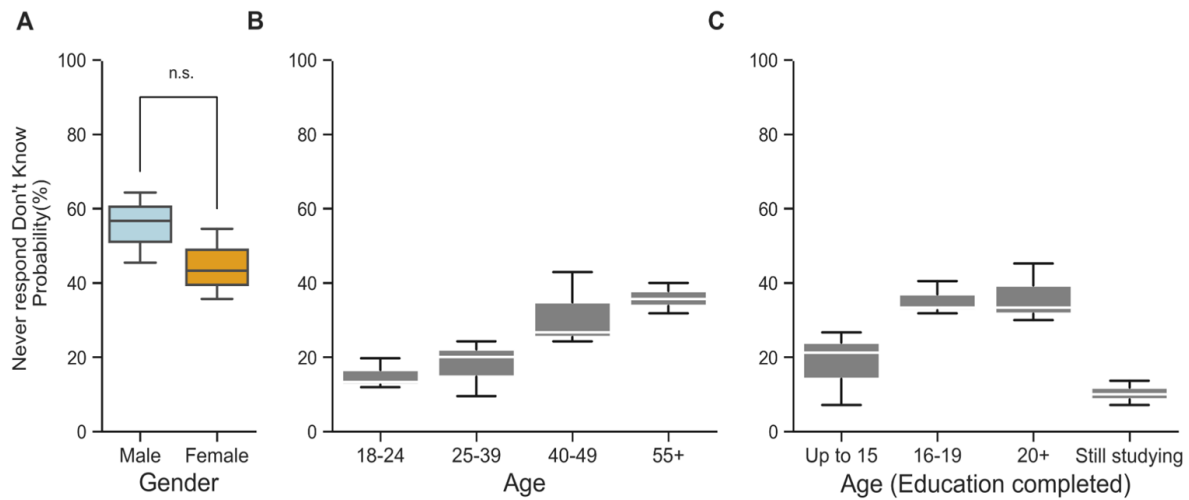 A
B
C
Never respond Don't Know
Probability(%)
100
80
60
40
20
0
n.s.
Male Female
Gender
100
80
60
40
20
0
18-24 25-39 40-49 55+
Age
100
80
60
40
20
0
Up to 15 16-19 20+ Still studying
Age (Education completed)